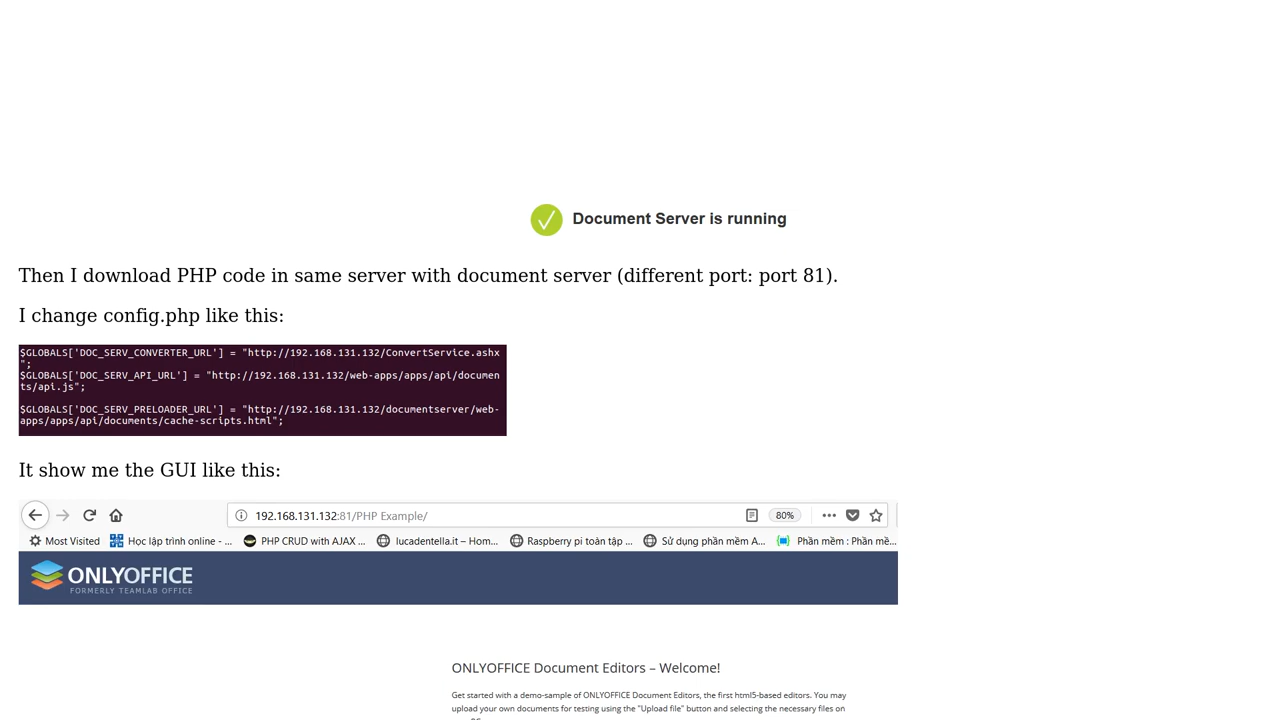 Document Server is running
Then I download PHP code in same server with document server (different port: port 81).
I change config.php like this:
$GLOBALS['DOC_SERV_CONVERTER_URL'] = "http://192.168.131.132/ConvertService.ashx
";
$GLOBALS['DOC_SERV_API_URL'] = "http://192.168.131.132/web-apps/apps/api/documen
ts/api.js";
$GLOBALS['DOC_SERV_PRELOADER_URL'] = "http://192.168.131.132/documentserver/web-
apps/apps/api/documents/cache-scripts.html";
It show me the GUI like this:
192.168.131.132:81/PHP Example/ 80%
Most Visited Học lập trình online - ... PHP CRUD with AJAX ... lucadentella.it – Hom... Raspberry pi toàn tập ... Sử dụng phần mềm A... Phần mềm : Phần mề...
ONLYOFFICE
FORMERLY TEAMLAB OFFICE
ONLYOFFICE Document Editors – Welcome!
Get started with a demo-sample of ONLYOFFICE Document Editors, the first html5-based editors. You may
upload your own documents for testing using the "Upload file" button and selecting the necessary files on